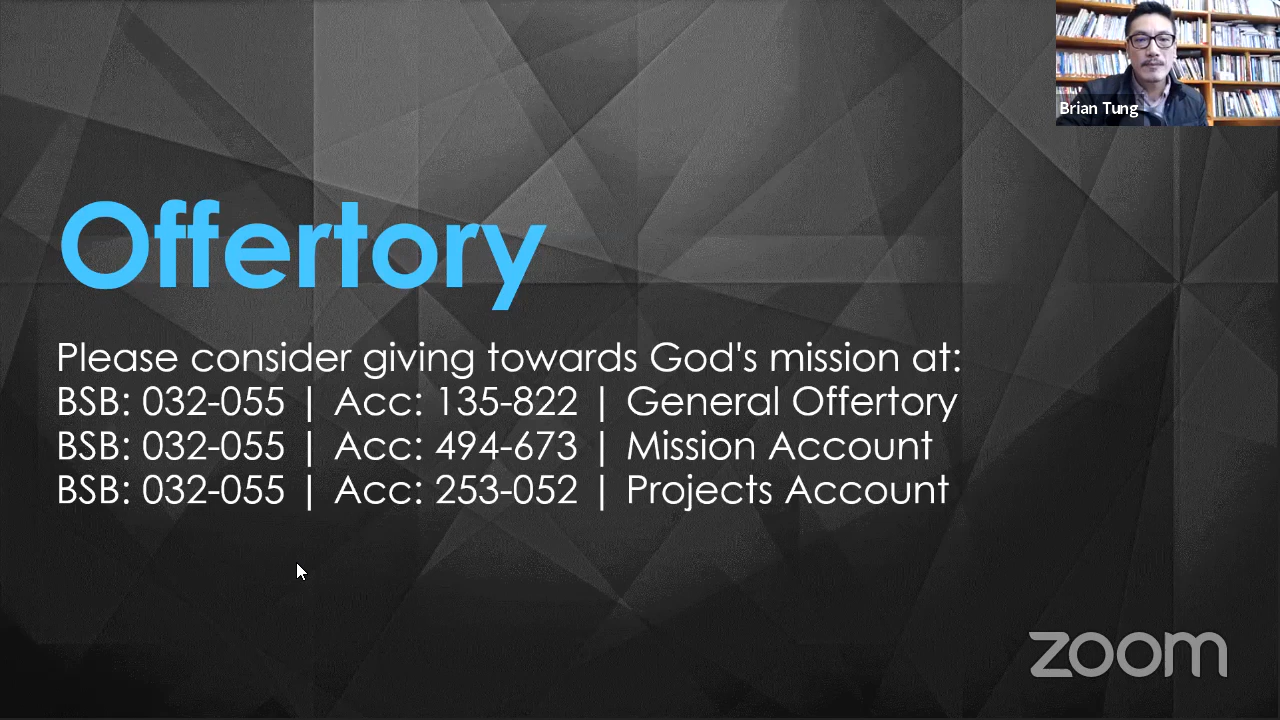 Brian Tung
Offertory
Please consider giving towards God's mission at:
BSB: 032-055 | Acc: 135-822 | General Offertory
BSB: 032-055 | Acc: 494-673 | Mission Account
BSB: 032-055 | Acc: 253-052 | Projects Account
zoom